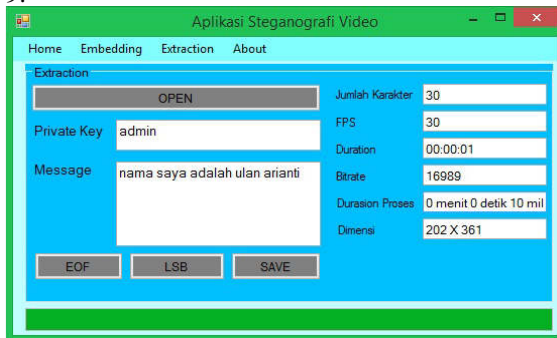 Aplikasi Steganografi Video
Home Embedding Extraction About
Extraction
OPEN
Private Key admin
Message nama saya adalah ulan arianti
EOF LSB SAVE
Jumlah Karakter 30
FPS 30
Duration 00:00:01
Bitrate 16989
Durasion Proses 0 menit 0 detik 10 mil
Dimensi 202 X 361